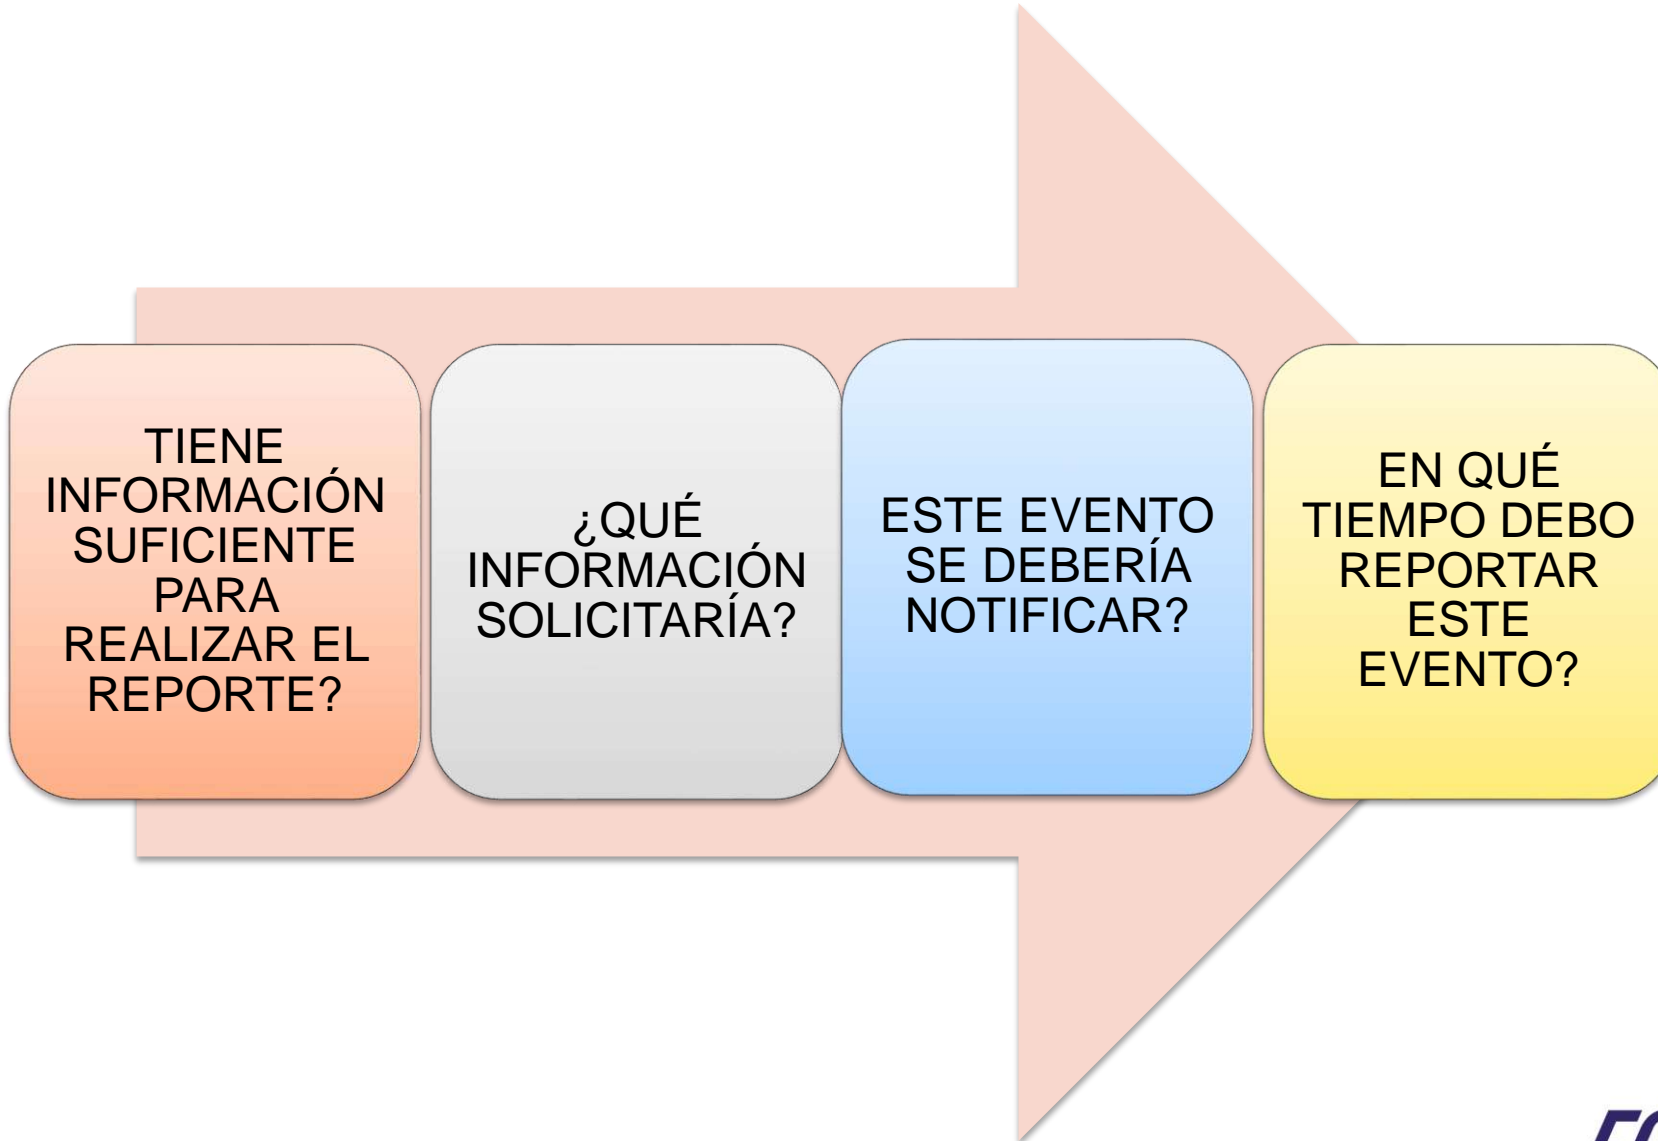 TIENE
INFORMACIÓN
SUFICIENTE
PARA
REALIZAR EL
REPORTE?
¿QUÉ
INFORMACIÓN
SOLICITARÍA?
ESTE EVENTO
SE DEBERÍA
NOTIFICAR?
EN QUÉ
TIEMPO DEBO
REPORTAR
ESTE
EVENTO?